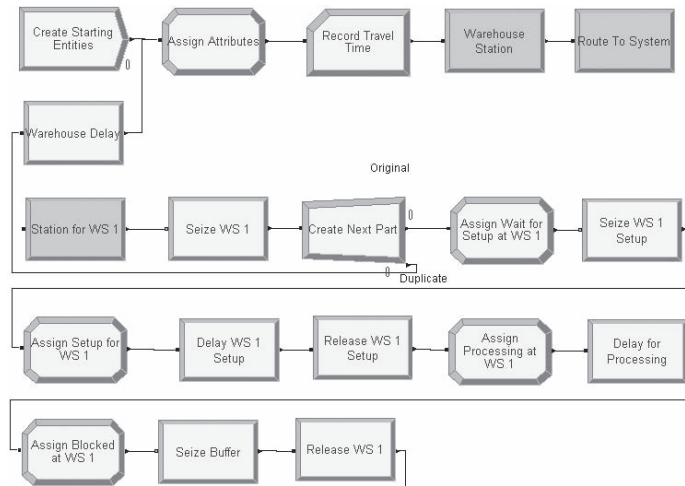 Create Starting
Entities
0
Assign Attributes
Record Travel
Time
Warehouse
Station
Route To System
Warehouse Delay
Original
Station for WS 1
Seize WS 1
Create Next Part
0
0
Duplicate
Assign Wait for
Setup at WS 1
Seize WS 1
Setup
Assign Setup for
WS 1
Delay WS 1
Setup
Release WS 1
Setup
Assign
Processing at
WS 1
Delay for
Processing
Assign Blocked
at WS 1
Seize Buffer
Release WS 1